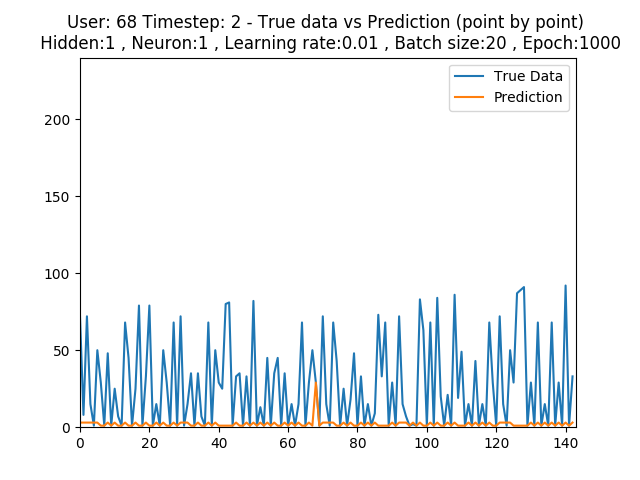 User: 68 Timestep: 2 - True data vs Prediction (point by point)
Hidden:1 , Neuron:1 , Learning rate:0.01 , Batch size:20 , Epoch:1000
True Data
Prediction
200
150
100
50
0
0 20 40 60 80 100 120 140